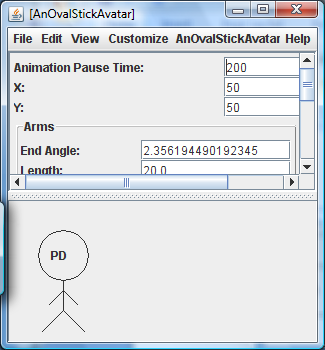 [AnOvalStickAvatar]
File Edit View Customize AnOvalStickAvatar Help
Animation Pause Time: 200
X: 50
Y: 50
Arms
End Angle: 2.356194490192345
Length: 20.0
PD